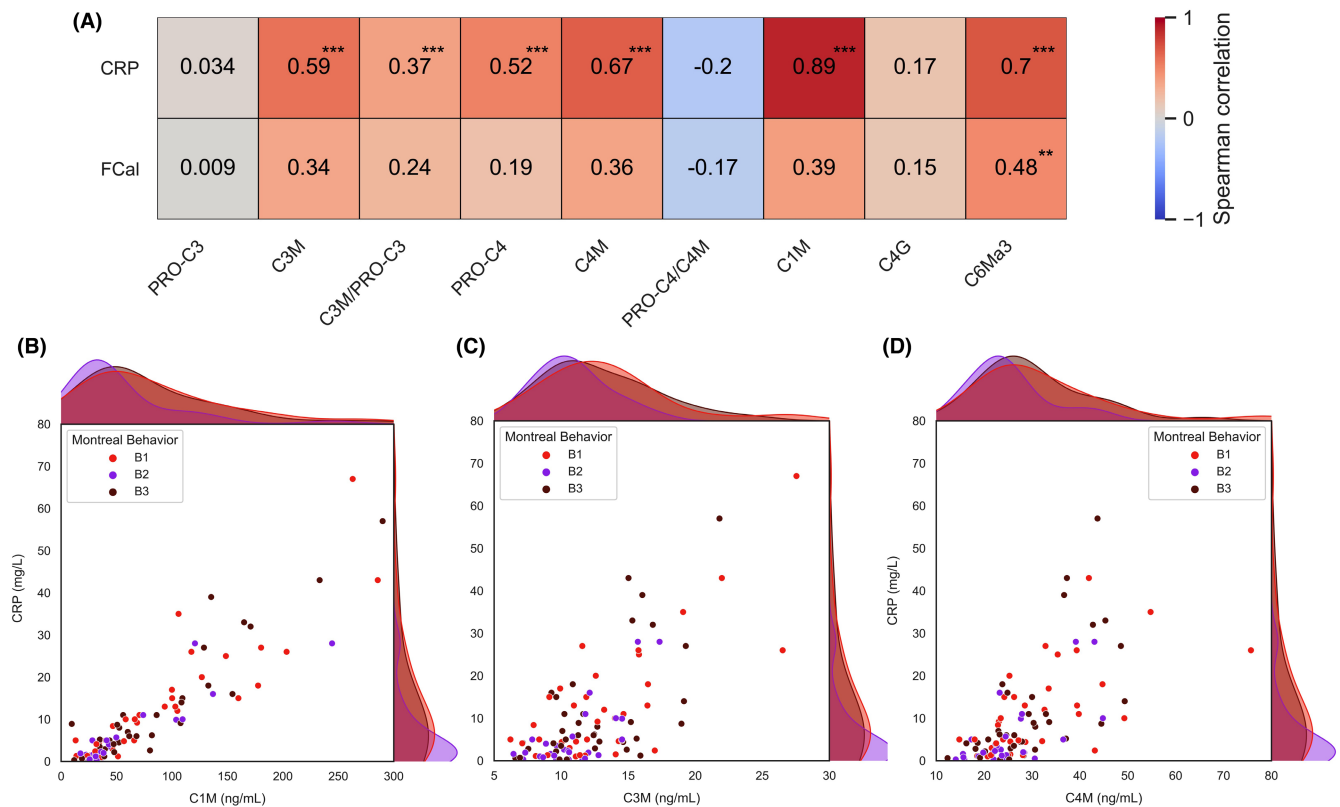 (A)
CRP 0.034 0.59 *** 0.37 *** 0.52 *** 0.67 *** -0.2 0.89 *** 0.17 0.7 ***
FCal 0.009 0.34 0.24 0.19 0.36 -0.17 0.39 0.15 0.48 **
PRO-C3 C3M C3M/PRO-C3 PRO-C4 C4M PRO-C4/C4M C1M C4G C6Ma3
1
0
−1
Spearman correlation
(B)
80
70
60
50
40
30
20
10
0
CRP (mg/L)
Montreal Behavior
B1
B2
B3
0 50 100 150 200 250 300
C1M (ng/mL)
(C)
80
70
60
50
40
30
20
10
0
CRP (mg/L)
Montreal Behavior
B1
B2
B3
5 10 15 20 25 30
C3M (ng/mL)
(D)
80
70
60
50
40
30
20
10
0
CRP (mg/L)
Montreal Behavior
B1
B2
B3
10 20 30 40 50 60 70 80
C4M (ng/mL)